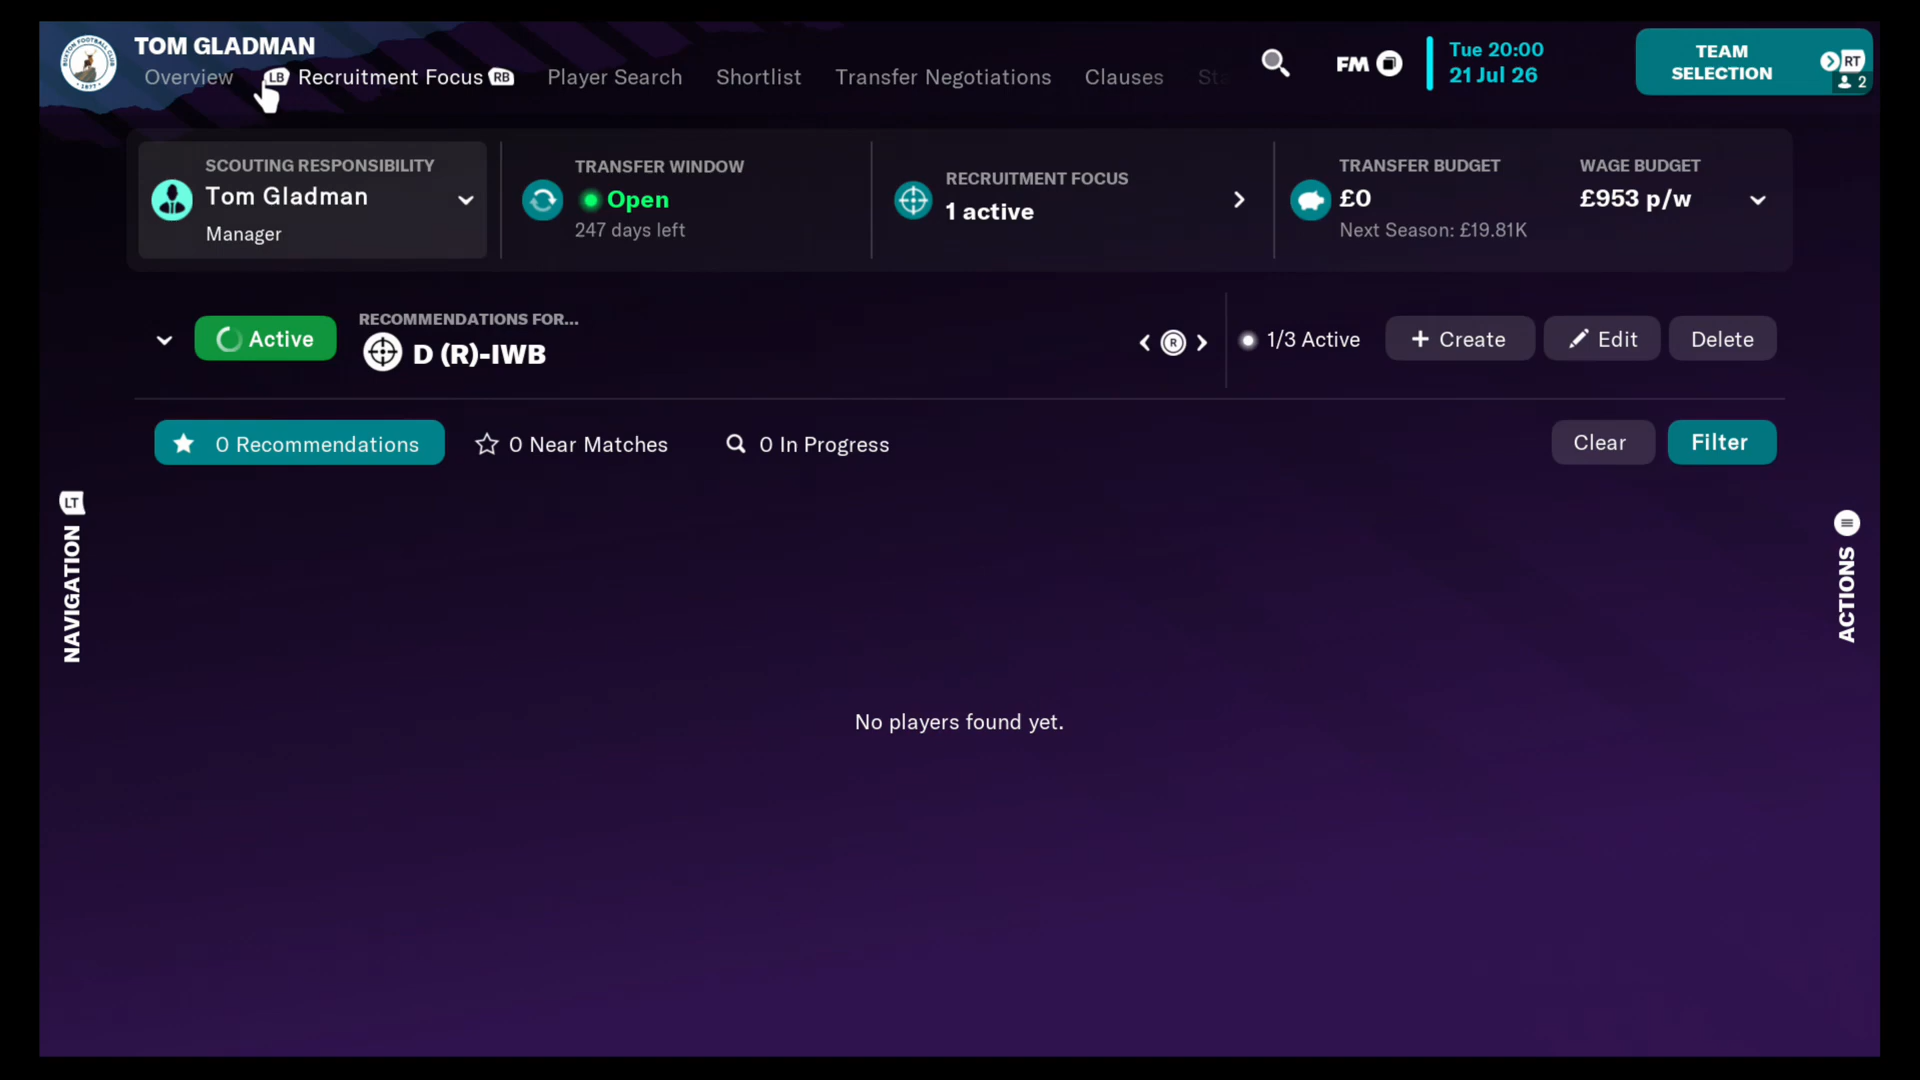 TOM GLADMAN
Overview LB Recruitment Focus RB Player Search Shortlist Transfer Negotiations Clauses
FM
Tue 20:00
21 Jul 26
TEAM SELECTION
RT
2
SCOUTING RESPONSIBILITY
Tom Gladman
Manager
TRANSFER WINDOW
Open
247 days left
RECRUITMENT FOCUS
1 active
TRANSFER BUDGET
£0
Next Season: £19.81K
WAGE BUDGET
£953 p/w
Active
RECOMMENDATIONS FOR...
D (R)-IWB
R
1/3 Active
+ Create
Edit
Delete
0 Recommendations
0 Near Matches
0 In Progress
Clear
Filter
LT
NAVIGATION
ACTIONS
No players found yet.